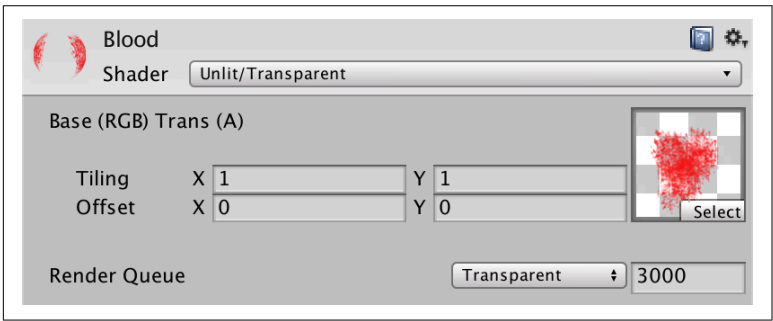 Blood
Shader Unlit/Transparent
Base (RGB) Trans (A)
Tiling X 1 Y 1
Offset X 0 Y 0
Select
Render Queue Transparent 3000